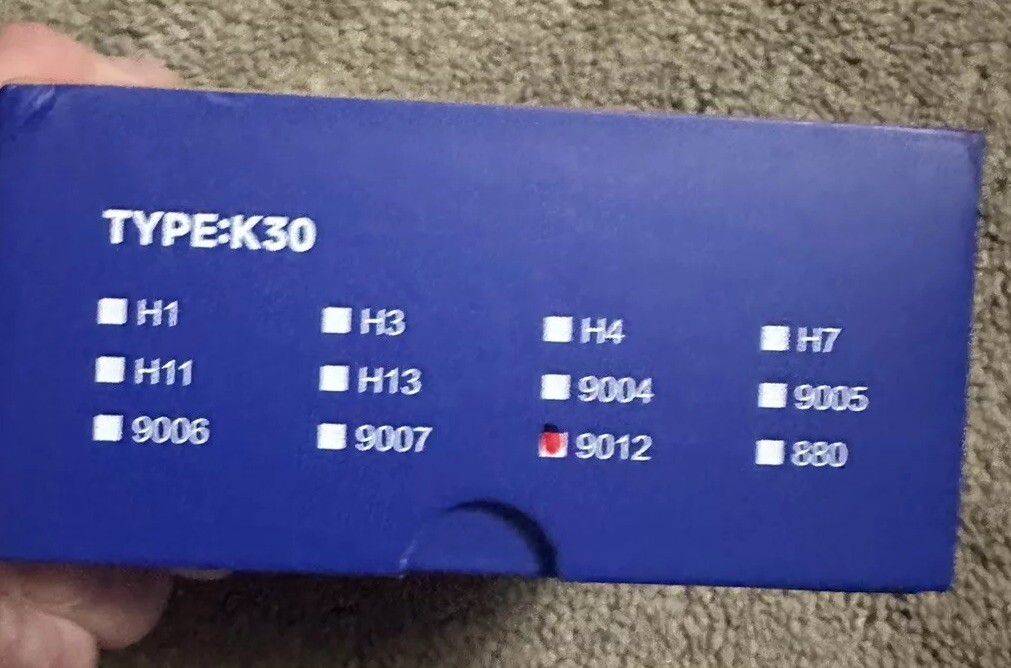 TYPE:K30
H1 H3 H4 H7
H11 H13 9004 9005
9006 9007 9012 880